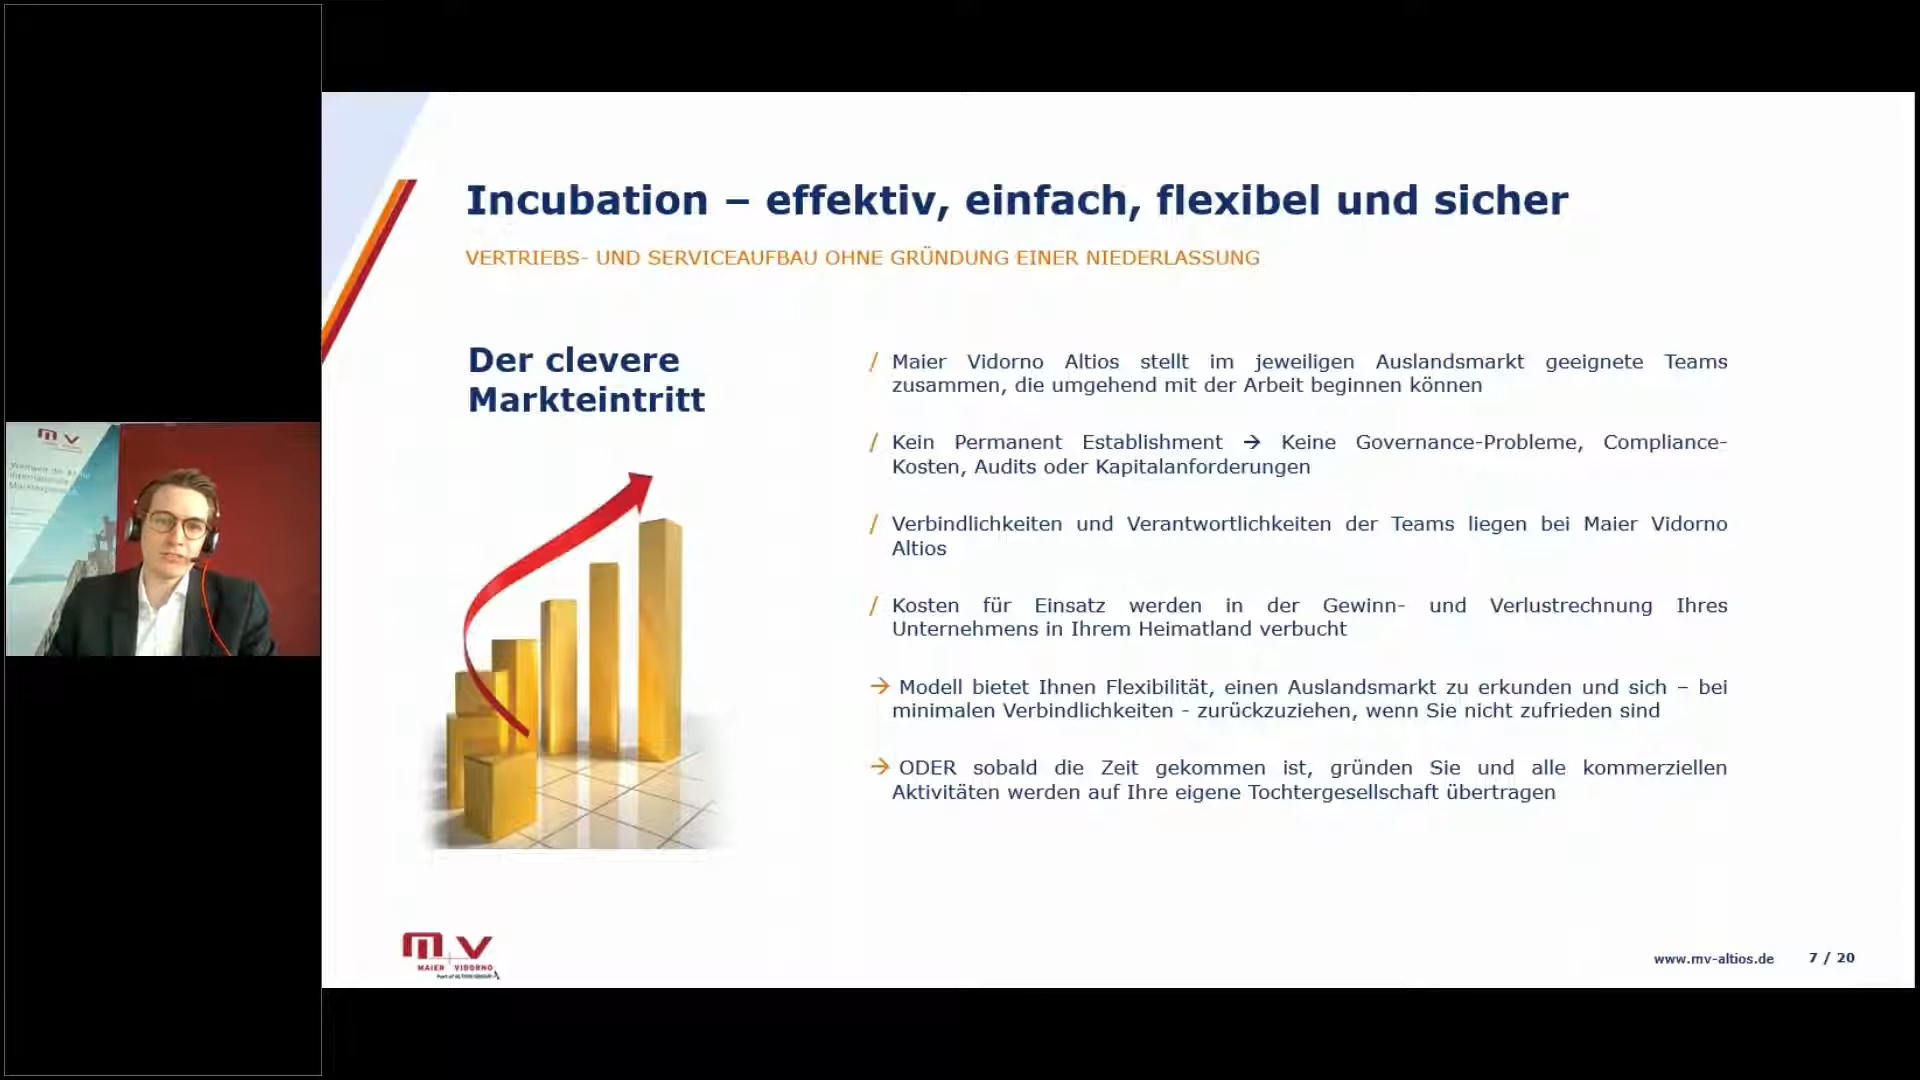 Incubation – effektiv, einfach, flexibel und sicher
VERTRIEBS- UND SERVICEAUFBAU OHNE GRÜNDUNG EINER NIEDERLASSUNG
Der clevere
Markteintritt
/ Maier Vidorno Altios stellt im jeweiligen Auslandsmarkt geeignete Teams
zusammen, die umgehend mit der Arbeit beginnen können
/ Kein Permanent Establishment → Keine Governance-Probleme, Compliance-
Kosten, Audits oder Kapitalanforderungen
/ Verbindlichkeiten und Verantwortlichkeiten der Teams liegen bei Maier Vidorno
Altios
/ Kosten für Einsatz werden in der Gewinn- und Verlustrechnung Ihres
Unternehmens in Ihrem Heimatland verbucht
→ Modell bietet Ihnen Flexibilität, einen Auslandsmarkt zu erkunden und sich – bei
minimalen Verbindlichkeiten - zurückzuziehen, wenn Sie nicht zufrieden sind
→ ODER sobald die Zeit gekommen ist, gründen Sie und alle kommerziellen
Aktivitäten werden auf Ihre eigene Tochtergesellschaft übertragen
M V
MAIER VIDORNO
Part of ALTIOS GROUP
www.mv-altios.de 7 / 20